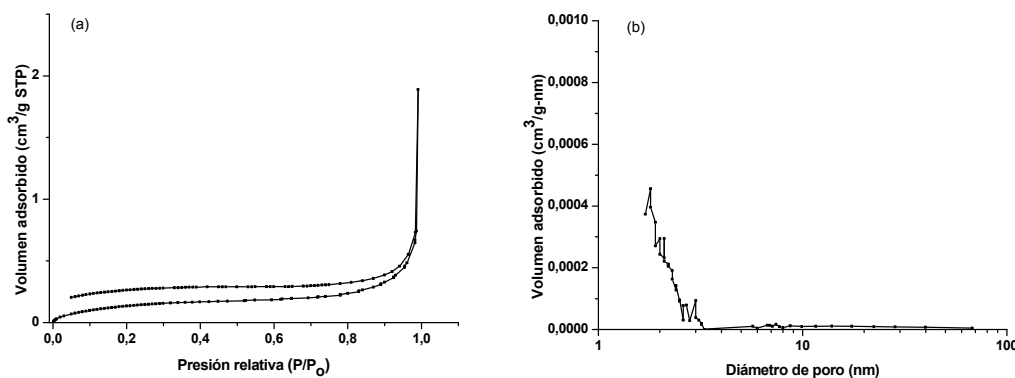 (a)
Volumen adsorbido (cm³/g STP)
2
1
0
0,0 0,2 0,4 0,6 0,8 1,0
Presión relativa (P/Pₒ)
(b)
Volumen adsorbido (cm³/g-nm)
0,0010
0,0008
0,0006
0,0004
0,0002
0,0000
1 10 100
Diámetro de poro (nm)